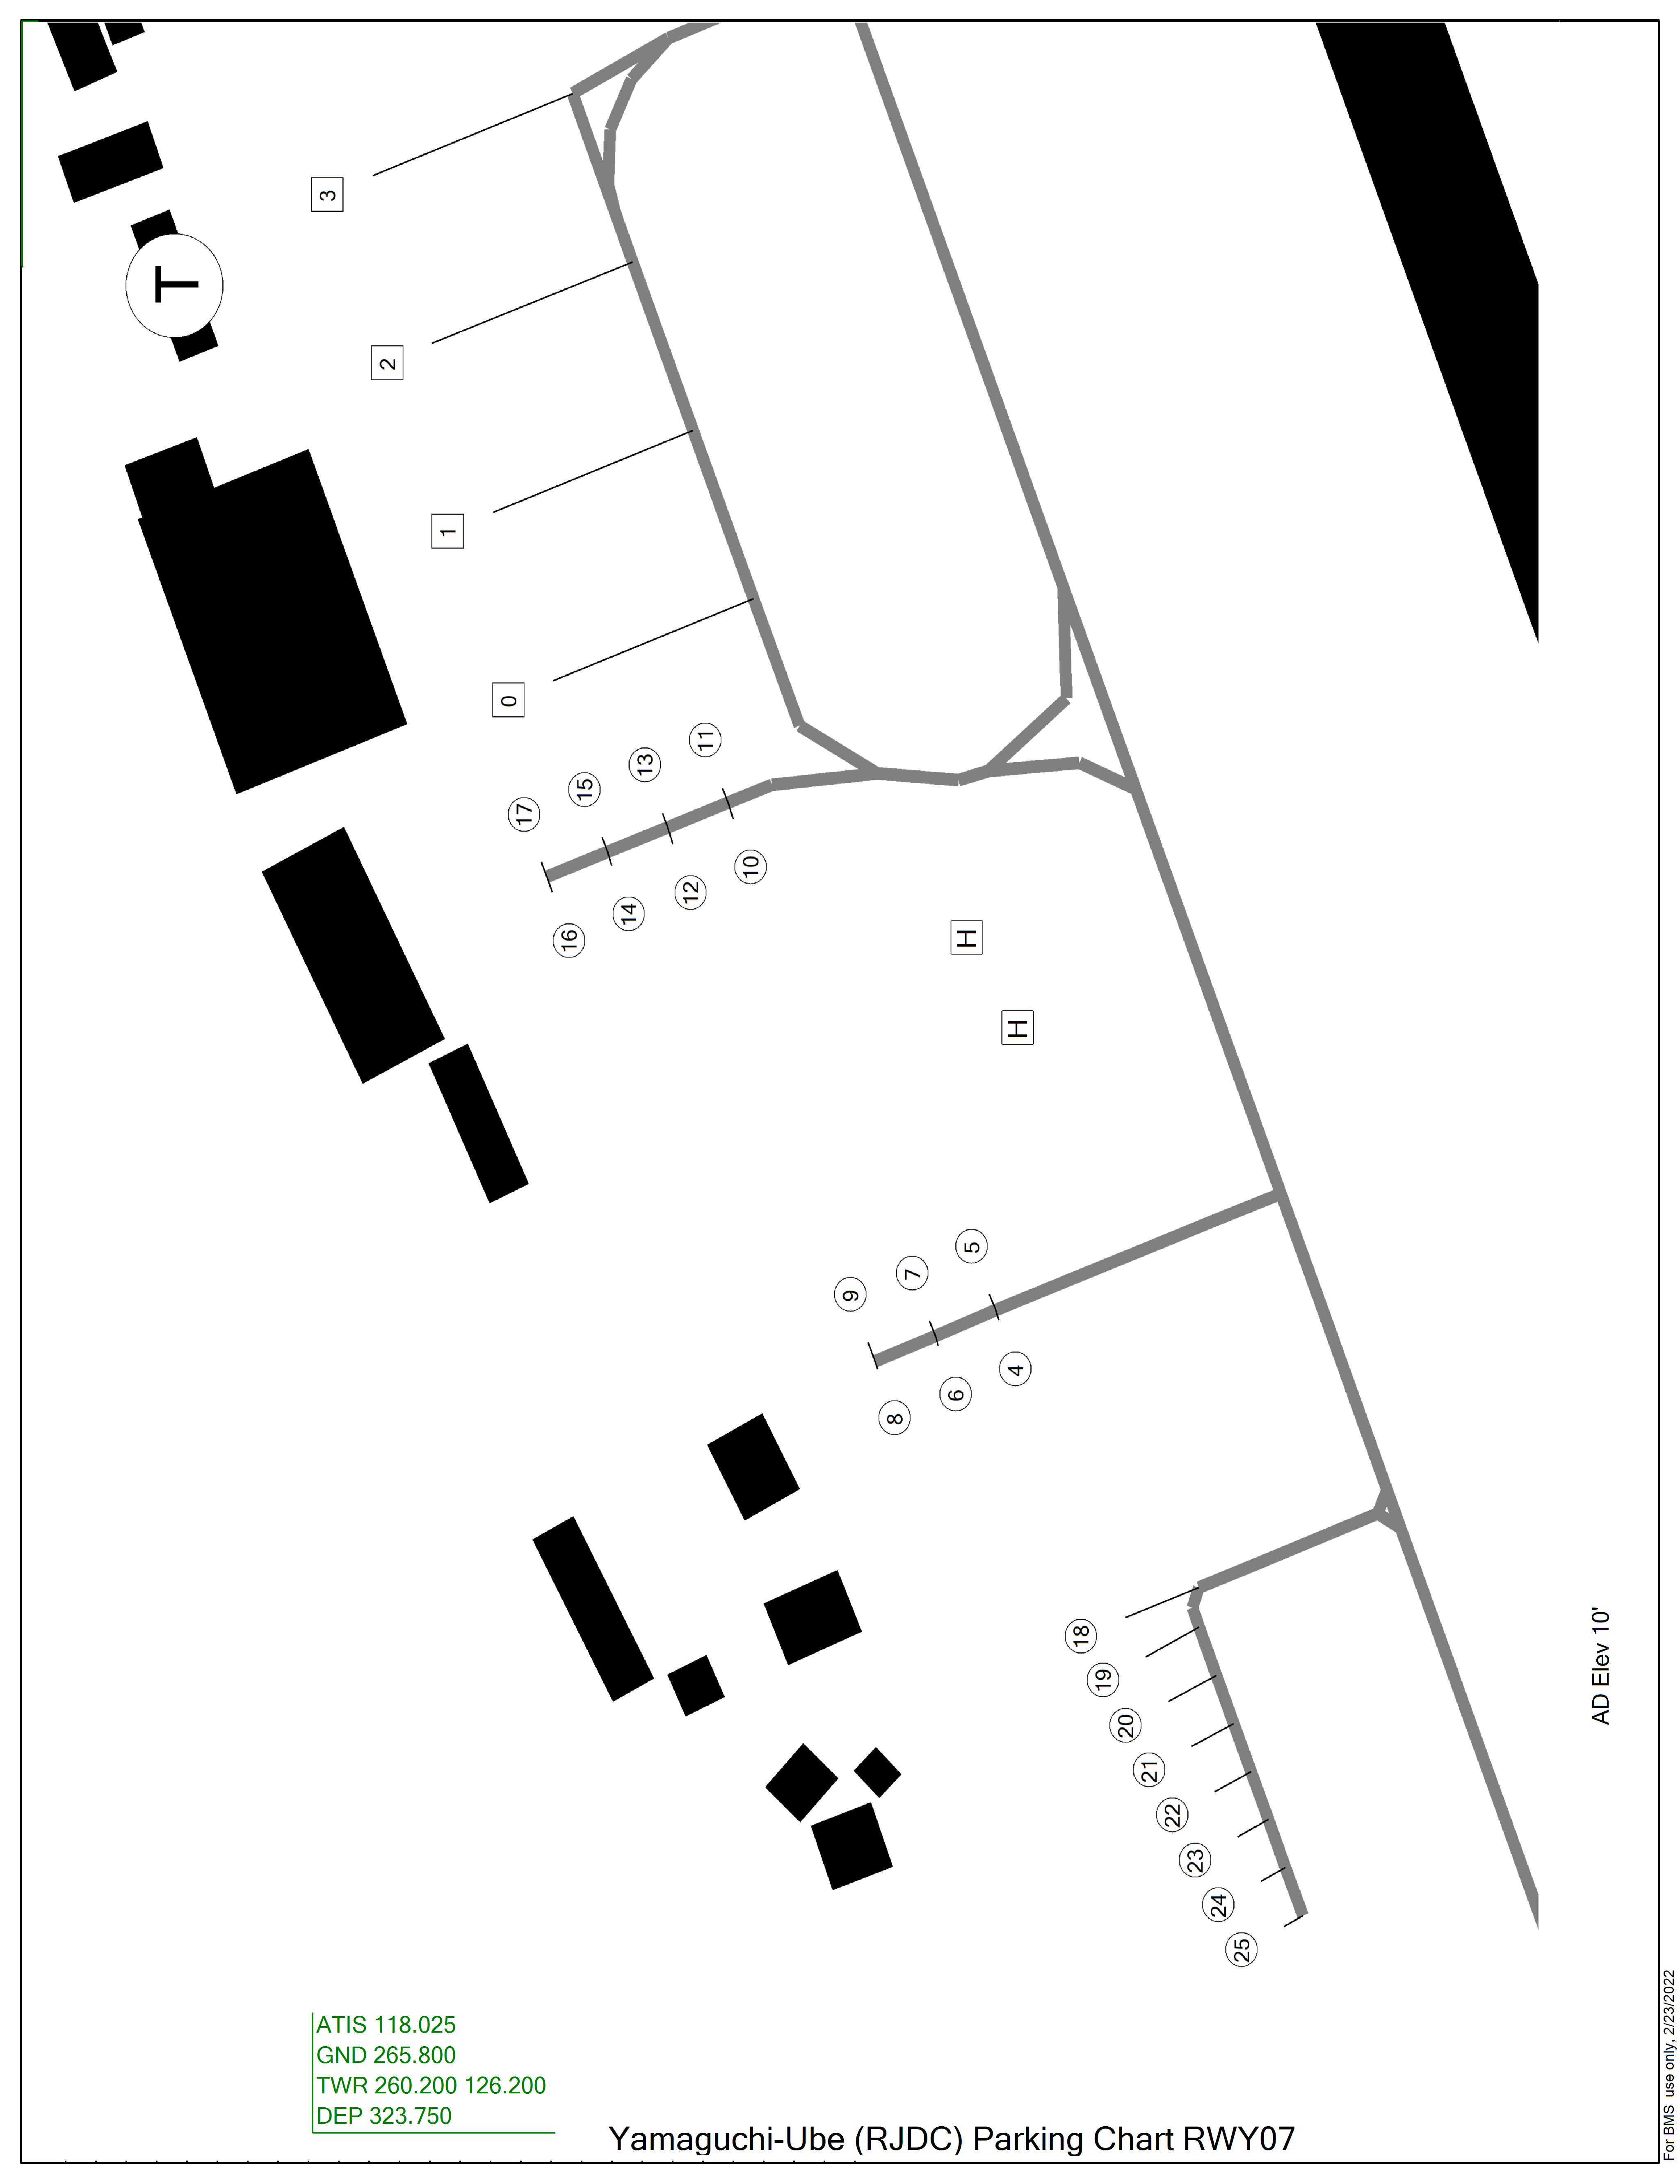 3
T
2
1
0
11
13
15
17
10
12
14
16
H
H
5
7
9
4
6
8
18
19
20
21
22
23
24
25
AD Elev 10'
ATIS 118.025
GND 265.800
TWR 260.200 126.200
DEP 323.750
Yamaguchi-Ube (RJDC) Parking Chart RWY07
For BMS use only, 2/23/2022